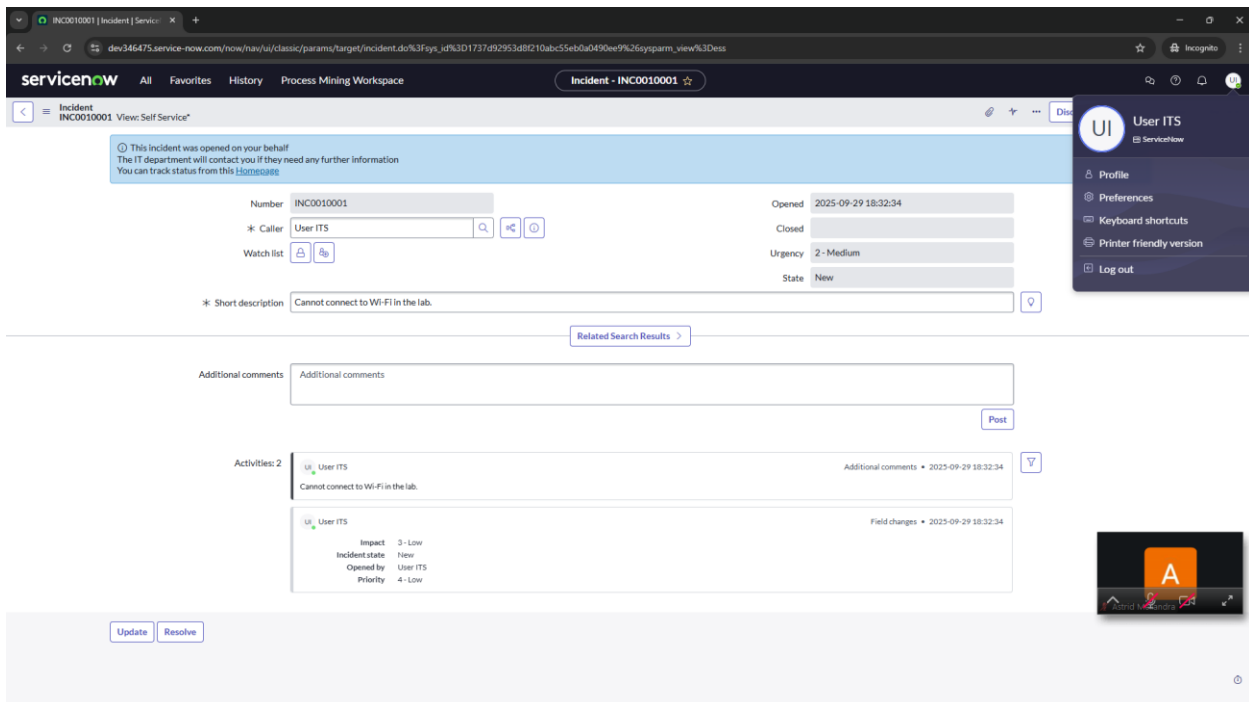 INC0010001 | Incident | Service
dev346475.service-now.com/now/nav/ui/classic/params/target/incident.do%3Fsys_id%3D1737d92953d8f210abc55eb0a0490ee9%26sysparm_view%3Dess
Incognito
servicenow All Favorites History Process Mining Workspace
Incident - INC0010001
UI
Incident
INC0010001 View: Self Service*
Disc
UI
User ITS
ServiceNow
Profile
Preferences
Keyboard shortcuts
Printer friendly version
Log out
This incident was opened on your behalf
The IT department will contact you if they need any further information
You can track status from this Homepage
Number INC0010001
Caller User ITS
Watch list
Opened 2025-09-29 18:32:34
Closed
Urgency 2 - Medium
State New
Short description Cannot connect to Wi-Fi in the lab.
Related Search Results
Additional comments Additional comments
Post
Activities: 2
UI User ITS Additional comments • 2025-09-29 18:32:34
Cannot connect to Wi-Fi in the lab.
UI User ITS Field changes • 2025-09-29 18:32:34
Impact 3 - Low
Incident state New
Opened by User ITS
Priority 4 - Low
A
Astrid
Update Resolve